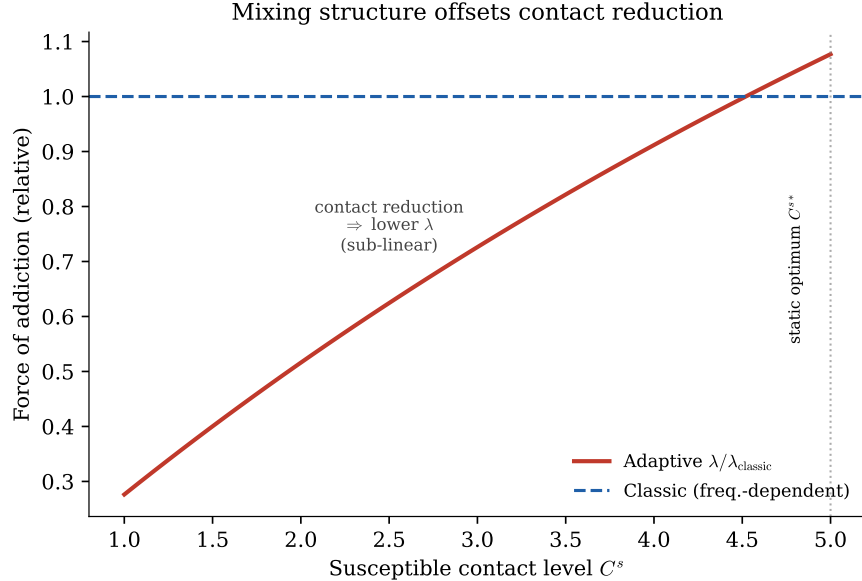 Mixing structure offsets contact reduction
Force of addiction (relative)
1.1
1.0
0.9
0.8
0.7
0.6
0.5
0.4
0.3
contact reduction
⇒ lower λ
(sub-linear)
static optimum C^{s*}
Adaptive λ/λ_classic
Classic (freq.-dependent)
1.0 1.5 2.0 2.5 3.0 3.5 4.0 4.5 5.0
Susceptible contact level C^s